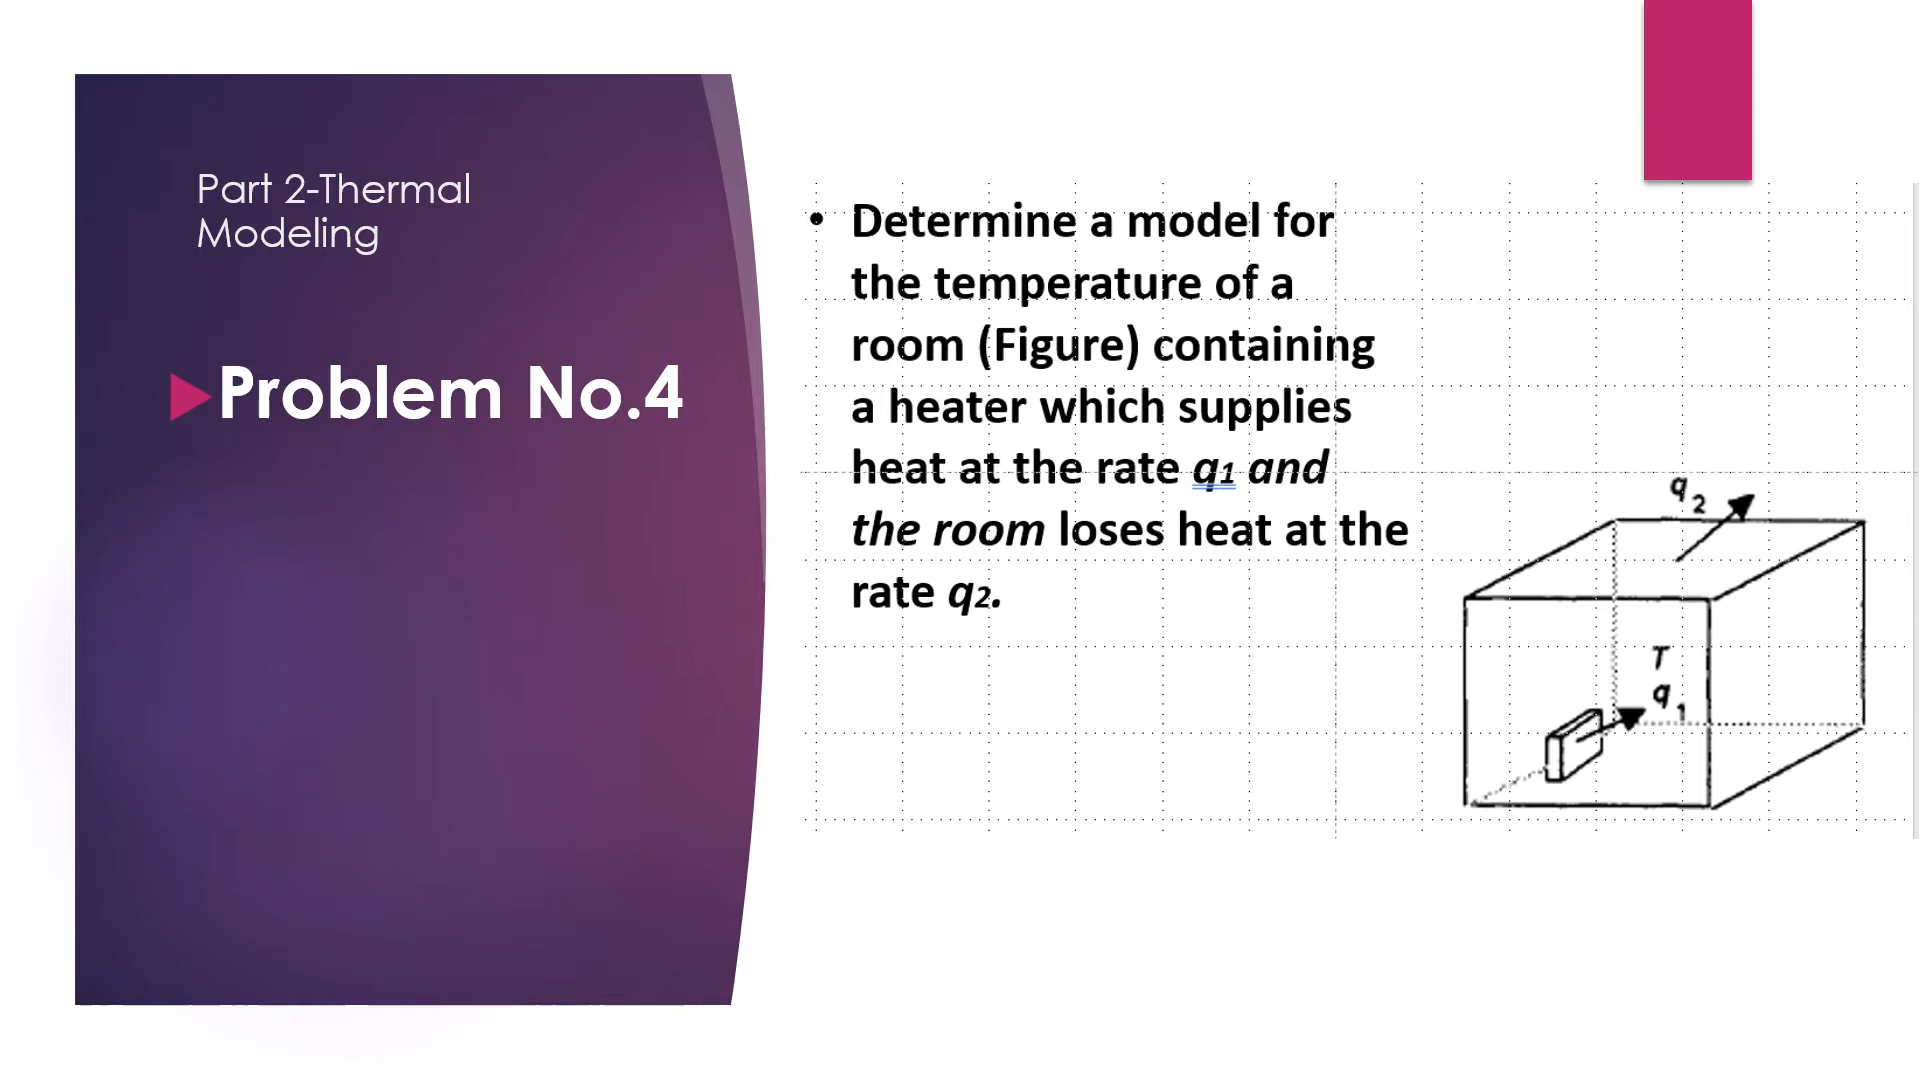 Part 2-Thermal
Modeling
Problem No.4
• Determine a model for
the temperature of a
room (Figure) containing
a heater which supplies
heat at the rate q1 and
the room loses heat at the
rate q2.
q2
T
q1